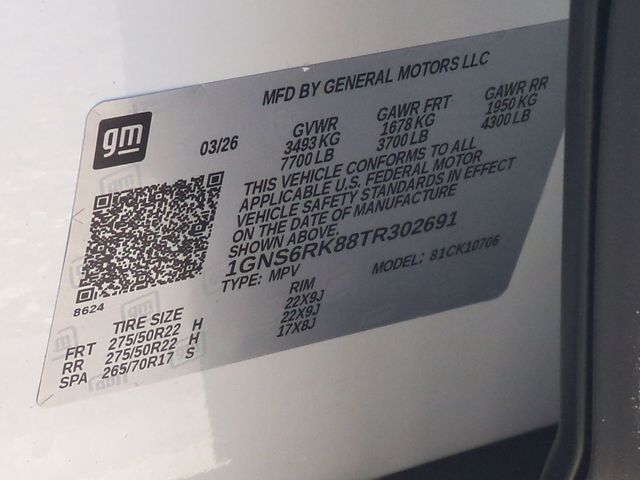 MFD BY GENERAL MOTORS LLC
gm
03/26
GVWR GAWR FRT GAWR RR
3493 KG 1678 KG 1950 KG
7700 LB 3700 LB 4300 LB
THIS VEHICLE CONFORMS TO ALL
APPLICABLE U.S. FEDERAL MOTOR
VEHICLE SAFETY STANDARDS IN EFFECT
ON THE DATE OF MANUFACTURE
SHOWN ABOVE.
1GNS6RK88TR302691
TYPE: MPV MODEL: 81CK10706
8624
TIRE SIZE RIM
FRT 275/50R22 H 22X9J
RR 275/50R22 H 22X9J
SPA 265/70R17 S 17X8J